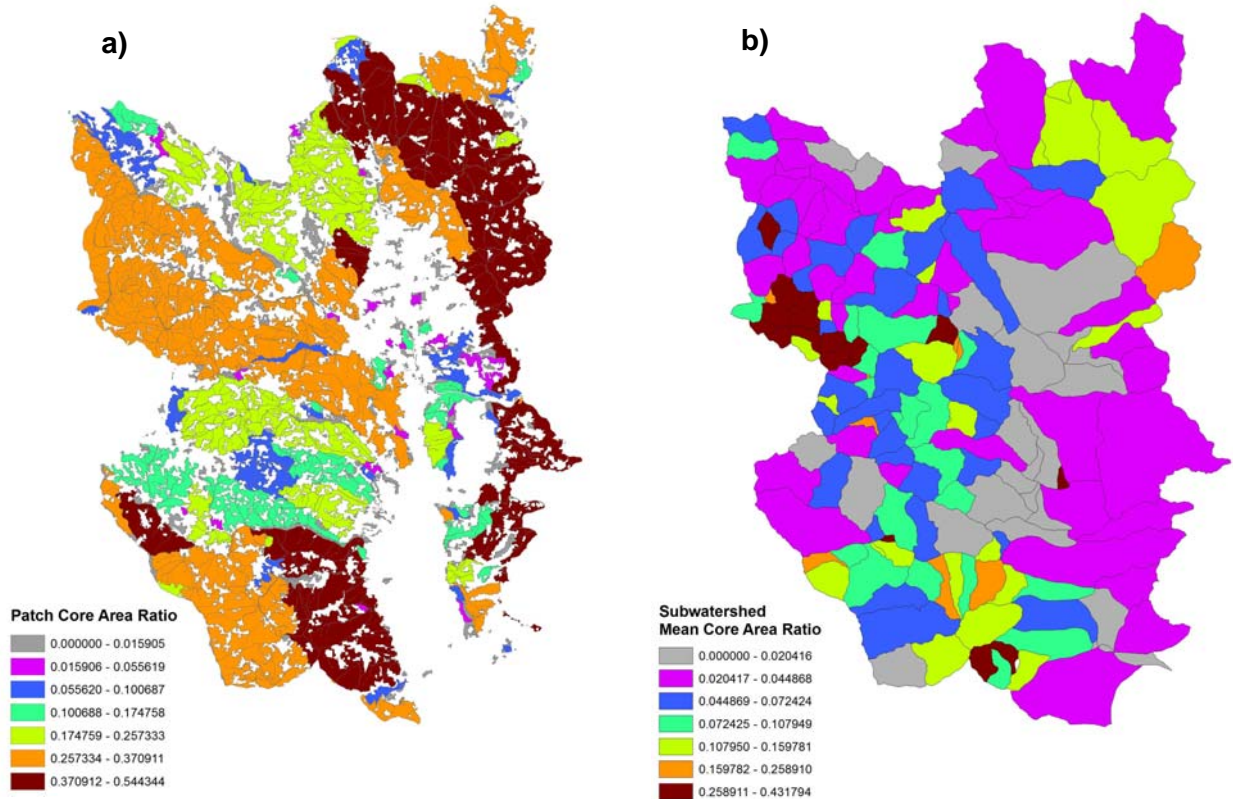 a)
Patch Core Area Ratio
0.000000 - 0.015905
0.015906 - 0.055619
0.055620 - 0.100687
0.100688 - 0.174758
0.174759 - 0.257333
0.257334 - 0.370911
0.370912 - 0.544344
b)
Subwatershed
Mean Core Area Ratio
0.000000 - 0.020416
0.020417 - 0.044868
0.044869 - 0.072424
0.072425 - 0.107949
0.107950 - 0.159781
0.159782 - 0.258910
0.258911 - 0.431794